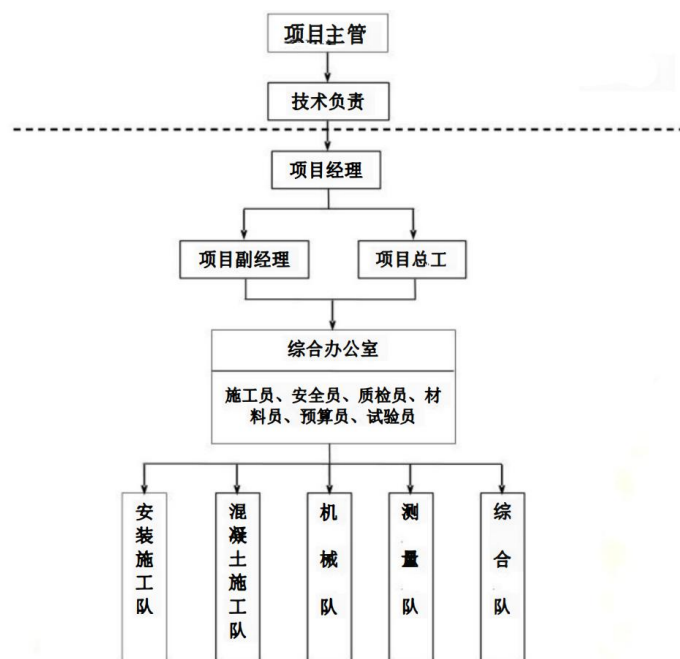 项目主管
技术负责
项目经理
项目副经理
项目总工
综合办公室
施工员、安全员、质检员、材
料员、预算员、试验员
安装施工队
混凝土施工队
机械队
测量队
综合队